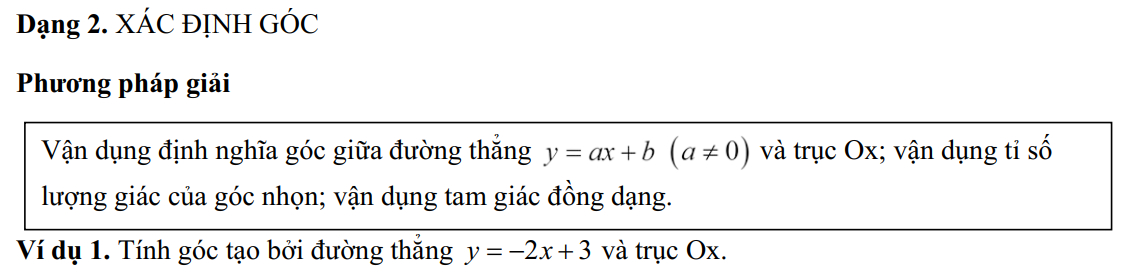 Dạng 2. XÁC ĐỊNH GÓC
Phương pháp giải
Vận dụng định nghĩa góc giữa đường thẳng y = ax + b (a ≠ 0) và trục Ox; vận dụng tỉ số
lượng giác của góc nhọn; vận dụng tam giác đồng dạng.
Ví dụ 1. Tính góc tạo bởi đường thẳng y = −2x + 3 và trục Ox.